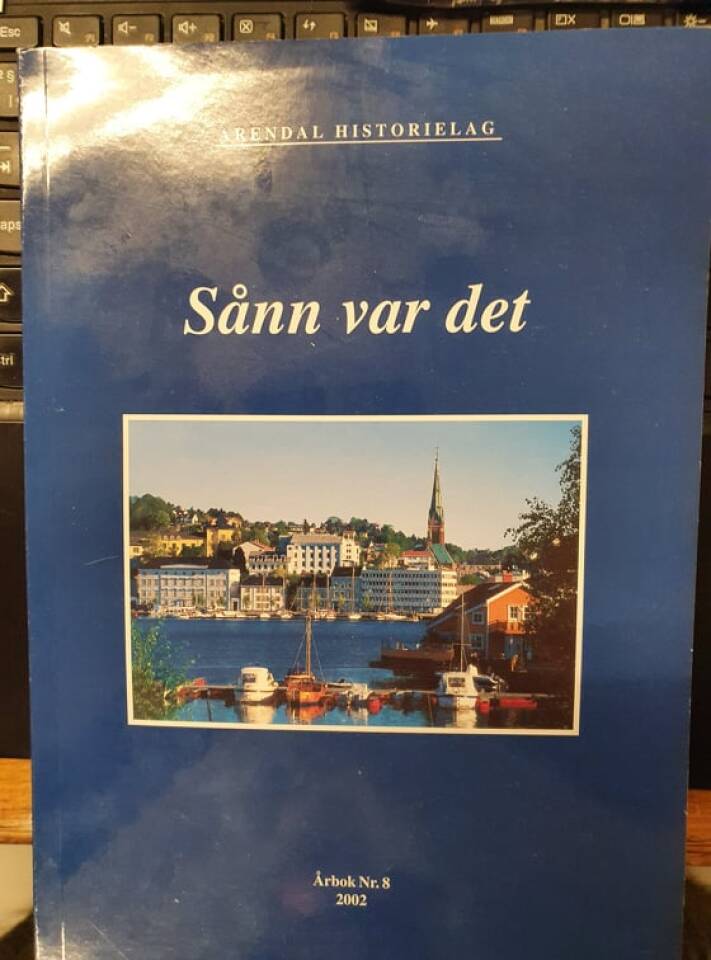 Esc
ARENDAL HISTORIELAG
Sånn var det
Årbok Nr. 8
2002